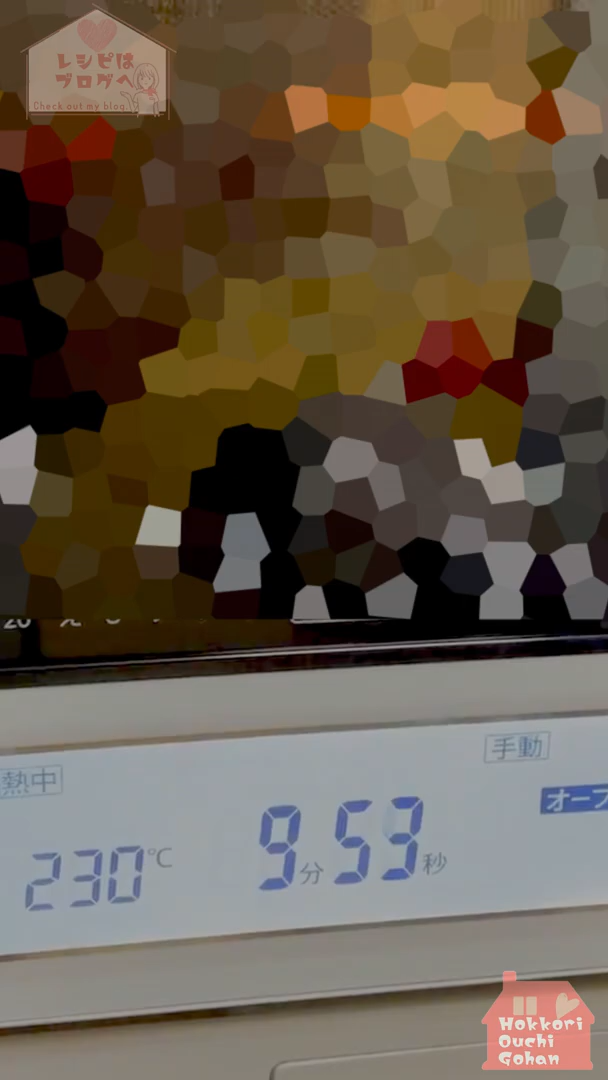 レシピは
ブログへ
Check out my blog.
手動
熱中
オーブ
230℃
9分53秒
Hokkori
Ouchi
Gohan